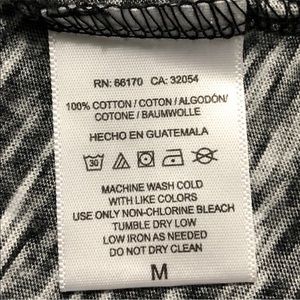 RN: 66170 CA: 32054
100% COTTON / COTON / ALGODÓN/
COTONE / BAUMWOLLE
HECHO EN GUATEMALA
30
MACHINE WASH COLD
WITH LIKE COLORS
USE ONLY NON-CHLORINE BLEACH
TUMBLE DRY LOW
LOW IRON AS NEEDED
DO NOT DRY CLEAN
M